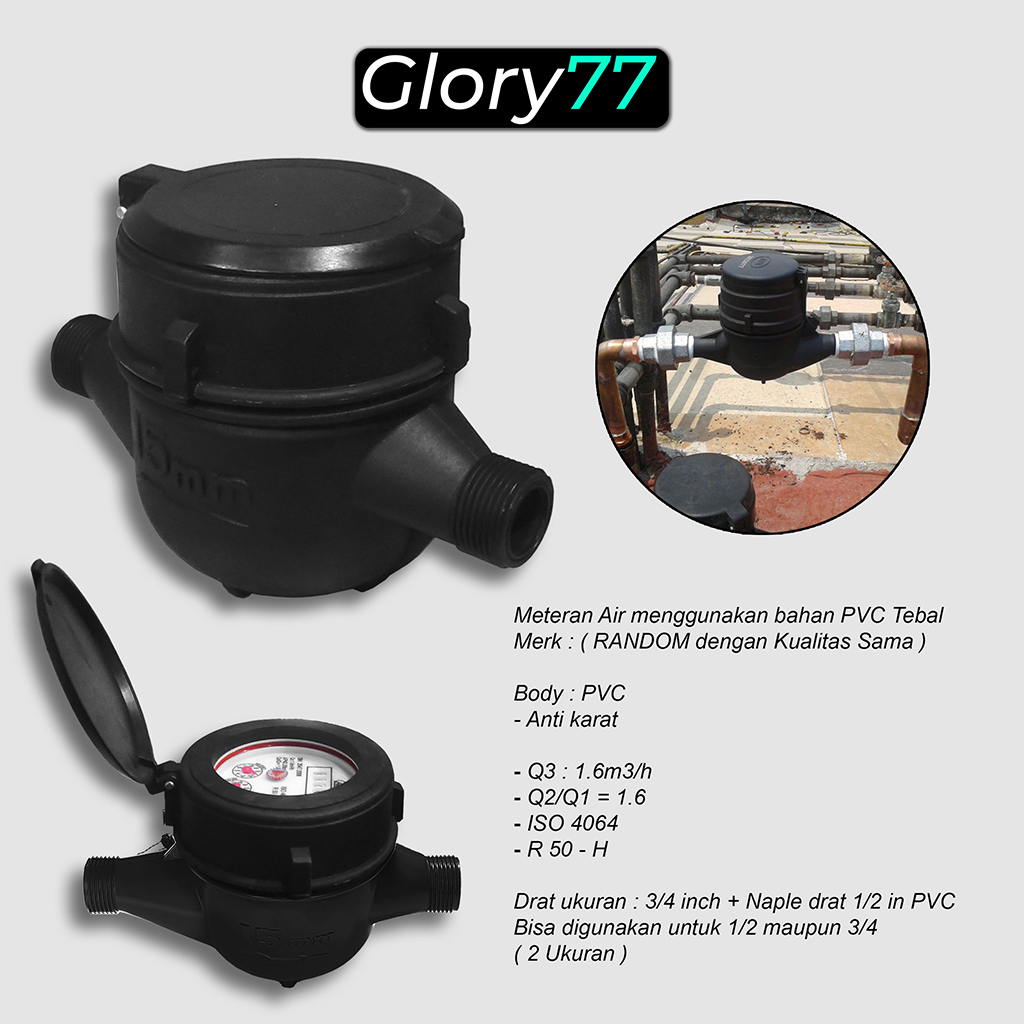 Glory77
15mm
Meteran Air menggunakan bahan PVC Tebal
Merk : ( RANDOM dengan Kualitas Sama )
Body : PVC
- Anti karat
- Q3 : 1.6m3/h
- Q2/Q1 = 1.6
- ISO 4064
- R 50 - H
Drat ukuran : 3/4 inch + Naple drat 1/2 in PVC
Bisa digunakan untuk 1/2 maupun 3/4
( 2 Ukuran )
15mm